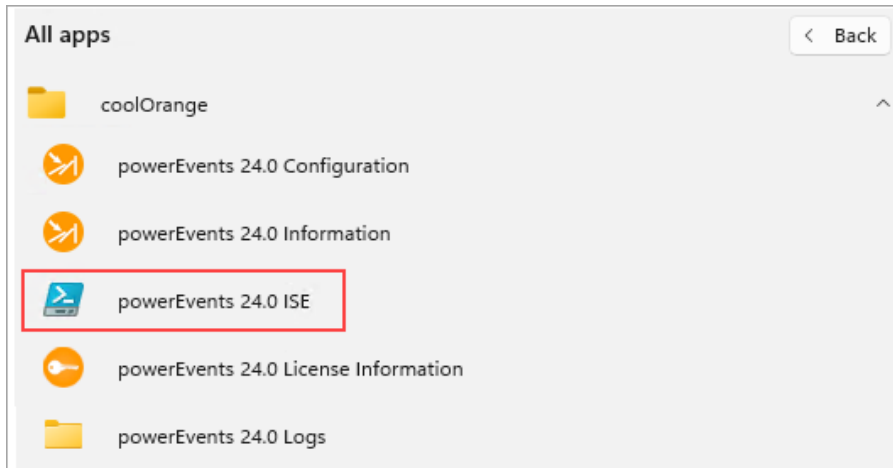 All apps
Back
coolOrange
powerEvents 24.0 Configuration
powerEvents 24.0 Information
powerEvents 24.0 ISE
powerEvents 24.0 License Information
powerEvents 24.0 Logs